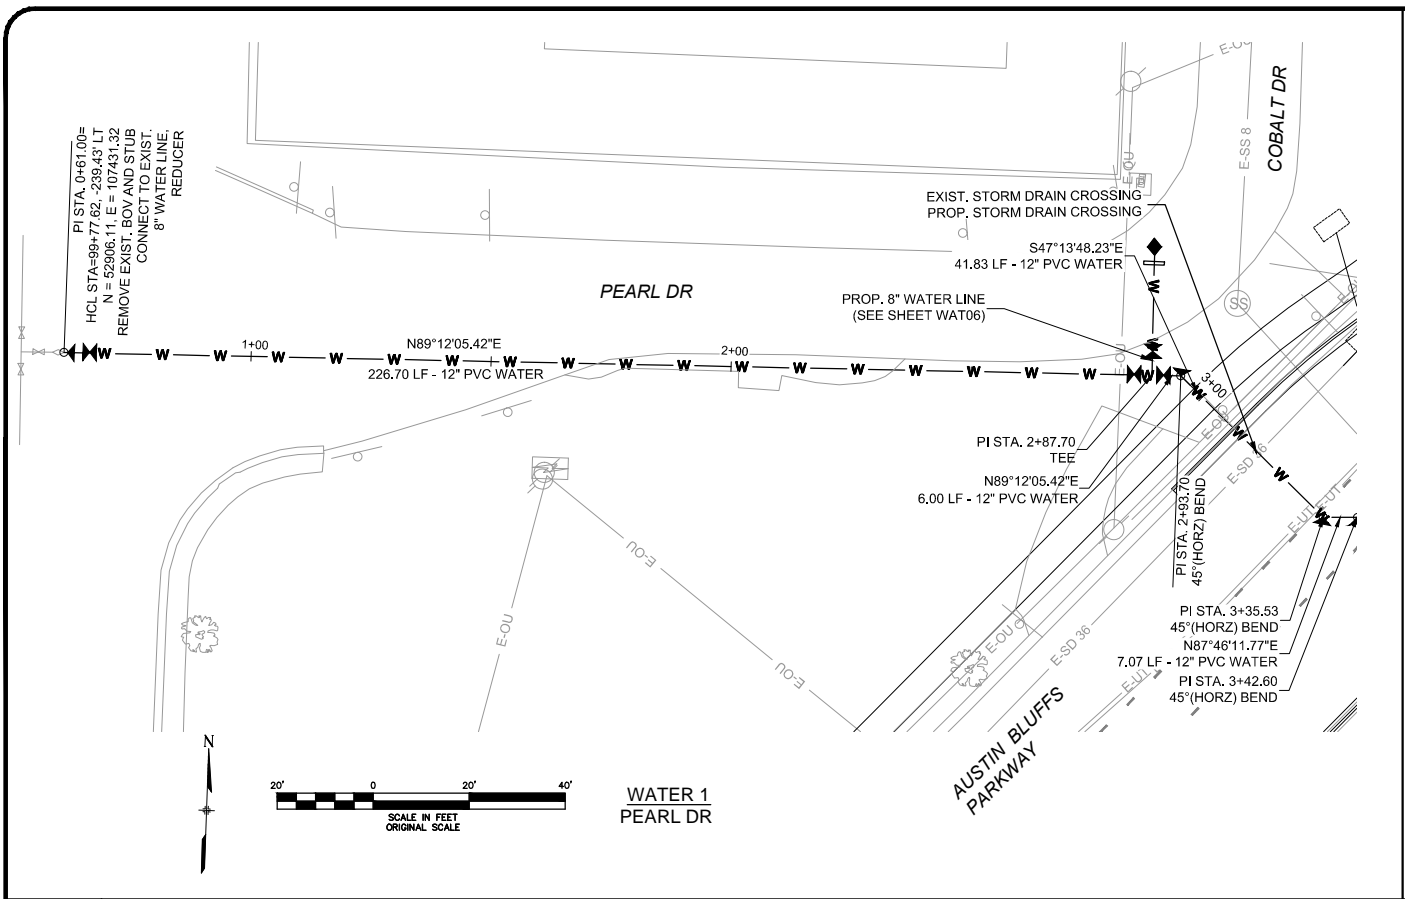 PI STA. 0+61.00=
HCL STA=99+77.62, -239.43' LT
N = 52906.11, E = 107431.32
REMOVE EXIST. BOV AND STUB
CONNECT TO EXIST.
8" WATER LINE,
REDUCER
E-OU
E-OU
E-SS 8
COBALT DR
EXIST. STORM DRAIN CROSSING
PROP. STORM DRAIN CROSSING
S47°13'48.23"E
41.83 LF - 12" PVC WATER
PEARL DR
PROP. 8" WATER LINE
(SEE SHEET WAT06)
SS
W
W
E-OU
1+00
N89°12'05.42"E
2+00
W W W W W W W W W W W W W W W W W W W
226.70 LF - 12" PVC WATER
3+00
W
W
W
W
PI STA. 2+87.70
TEE
N89°12'05.42"E
6.00 LF - 12" PVC WATER
PI STA. 2+93.70
45°(HORZ) BEND
E-SD 36
E-UT
E-UT
E-OU
E-OU
E-OU
E-OU
E-SD 36
E-UT
PI STA. 3+35.53
45°(HORZ) BEND
N87°46'11.77"E
7.07 LF - 12" PVC WATER
PI STA. 3+42.60
45°(HORZ) BEND
AUSTIN BLUFFS
PARKWAY
N
20' 0 20' 40'
SCALE IN FEET
ORIGINAL SCALE
WATER 1
PEARL DR